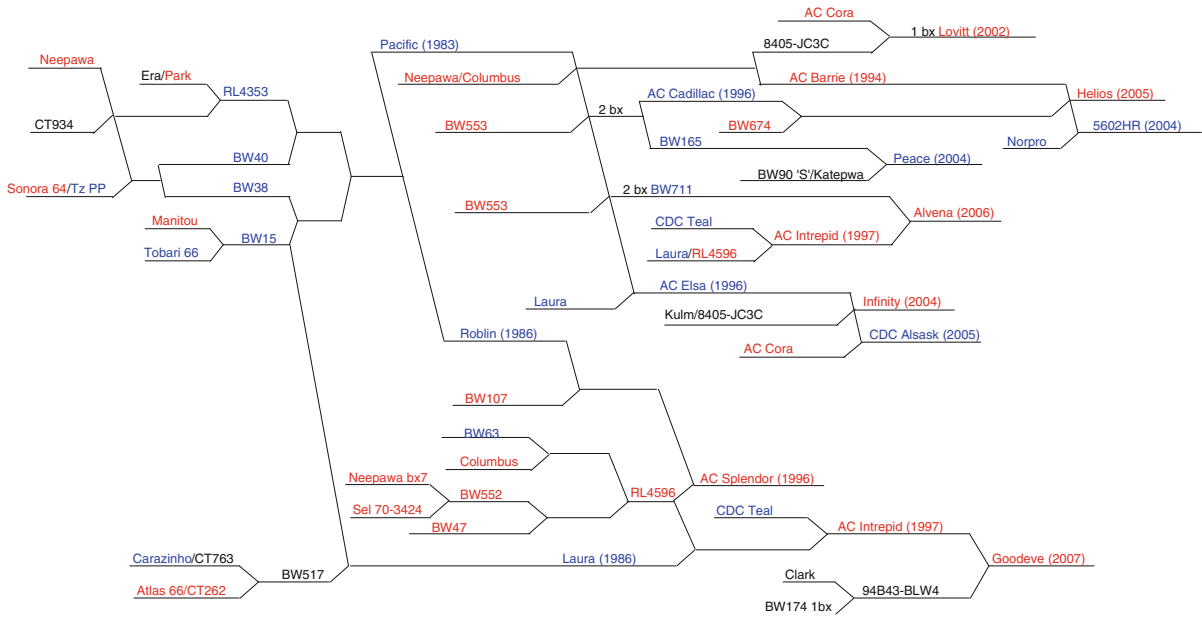 AC Cora
1 bx Lovitt (2002)
Pacific (1983)
8405-JC3C
Neepawa
Era/Park
Neepawa/Columbus
AC Barrie (1994)
RL4353
AC Cadillac (1996)
Helios (2005)
2 bx
CT934
BW553
BW674
5602HR (2004)
Norpro
BW40
BW165
Peace (2004)
BW90 'S'/Katepwa
Sonora 64/Tz PP
BW38
2 bx BW711
BW553
Manitou
CDC Teal
Alvena (2006)
BW15
AC Intrepid (1997)
Tobari 66
Laura/RL4596
AC Elsa (1996)
Laura
Infinity (2004)
Kulm/8405-JC3C
Roblin (1986)
CDC Alsask (2005)
AC Cora
BW107
BW63
Columbus
Neepawa bx7
AC Splendor (1996)
BW552
RL4596
Sel 70-3424
CDC Teal
BW47
AC Intrepid (1997)
Carazinho/CT763
Laura (1986)
Goodeve (2007)
BW517
Clark
Atlas 66/CT262
94B43-BLW4
BW174 1bx